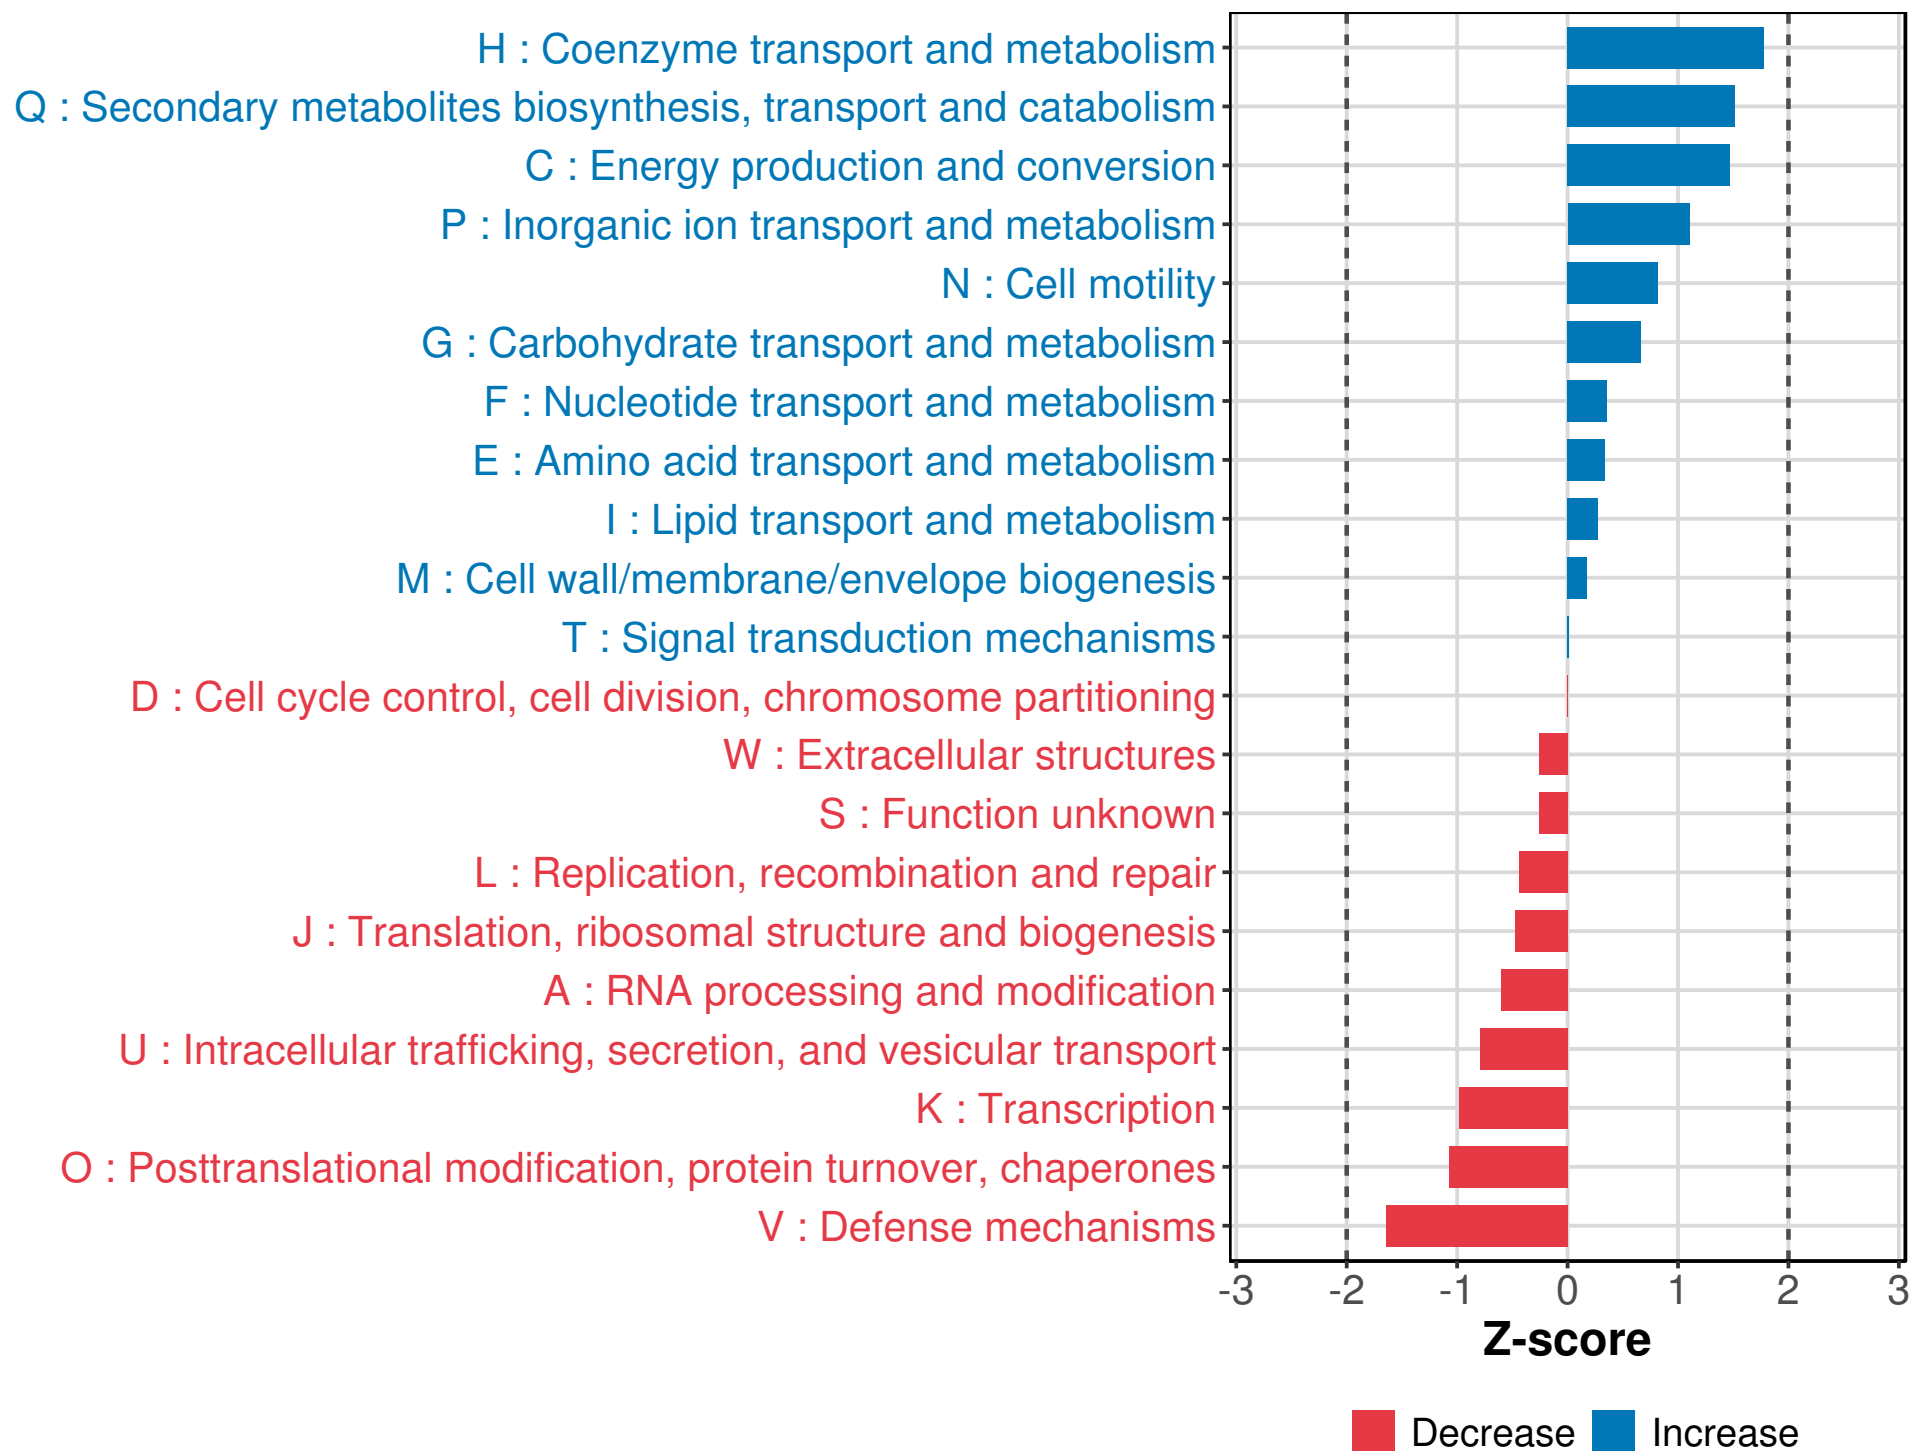 H : Coenzyme transport and metabolism
Q : Secondary metabolites biosynthesis, transport and catabolism
C : Energy production and conversion
P : Inorganic ion transport and metabolism
N : Cell motility
G : Carbohydrate transport and metabolism
F : Nucleotide transport and metabolism
E : Amino acid transport and metabolism
I : Lipid transport and metabolism
M : Cell wall/membrane/envelope biogenesis
T : Signal transduction mechanisms
D : Cell cycle control, cell division, chromosome partitioning
W : Extracellular structures
S : Function unknown
L : Replication, recombination and repair
J : Translation, ribosomal structure and biogenesis
A : RNA processing and modification
U : Intracellular trafficking, secretion, and vesicular transport
K : Transcription
O : Posttranslational modification, protein turnover, chaperones
V : Defense mechanisms
-3 -2 -1 0 1 2 3
Z-score
Decrease Increase